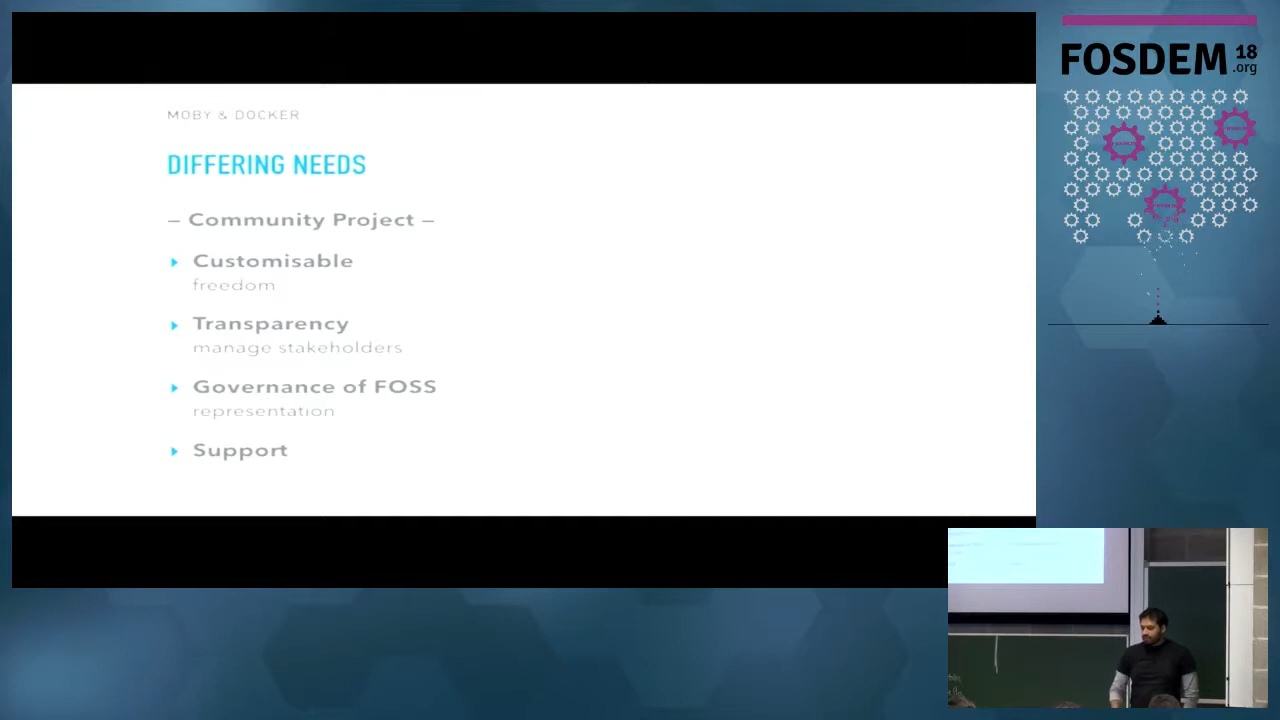 MOBY & DOCKER
DIFFERING NEEDS
– Community Project –
Customisable
freedom
Transparency
manage stakeholders
Governance of FOSS
representation
Support
FOSDEM 18
.org